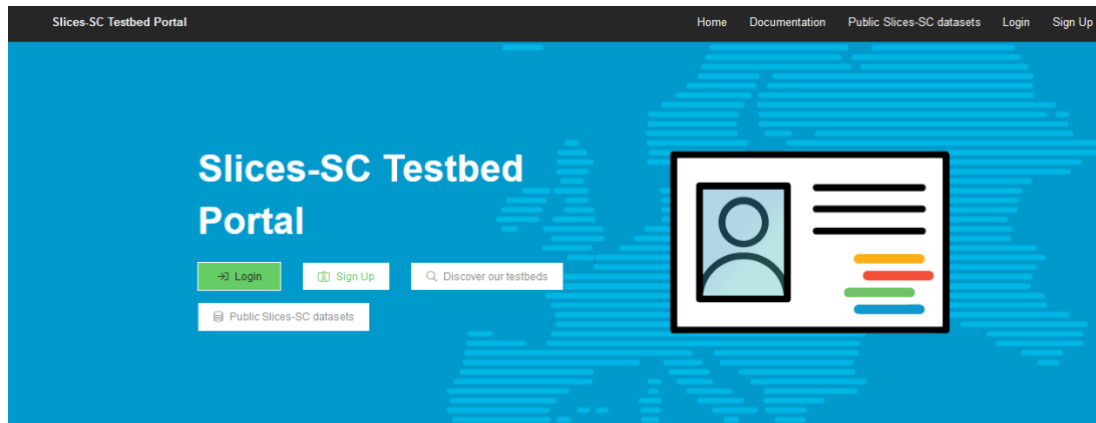 Slices-SC Testbed Portal
Home Documentation Public Slices-SC datasets Login Sign Up
Slices-SC Testbed
Portal
Login Sign Up Discover our testbeds
Public Slices-SC datasets